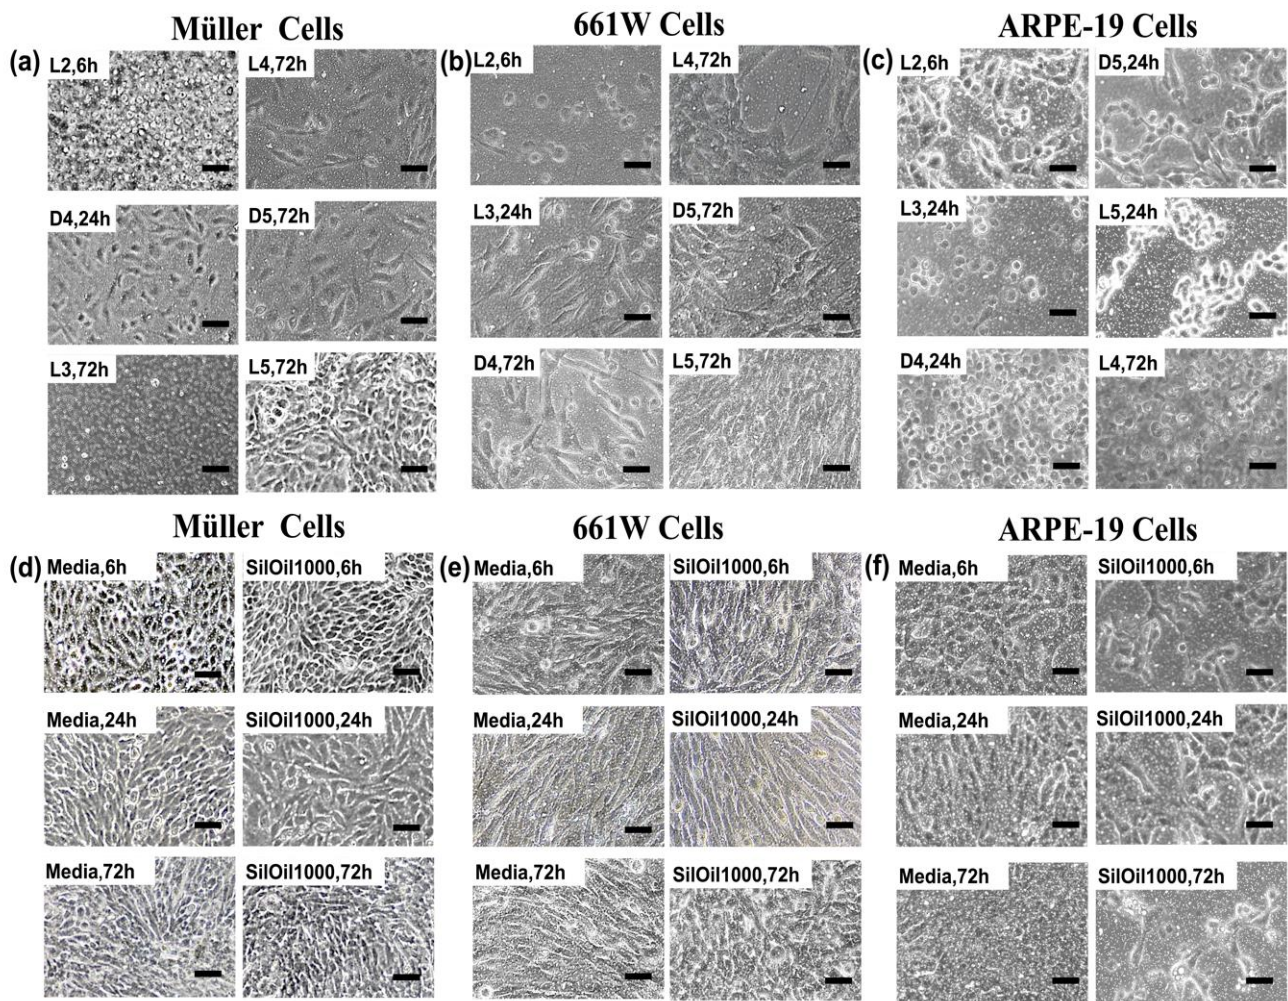 Müller Cells
661W Cells
ARPE-19 Cells
(a)
L2,6h
L4,72h
D4,24h
D5,72h
L3,72h
L5,72h
(b)
L2,6h
L4,72h
L3,24h
D5,72h
D4,72h
L5,72h
(c)
L2,6h
D5,24h
L3,24h
L5,24h
D4,24h
L4,72h
Müller Cells
661W Cells
ARPE-19 Cells
(d)
Media,6h
SilOil1000,6h
Media,24h
SilOil1000,24h
Media,72h
SilOil1000,72h
(e)
Media,6h
SilOil1000,6h
Media,24h
SilOil1000,24h
Media,72h
SilOil1000,72h
(f)
Media,6h
SilOil1000,6h
Media,24h
SilOil1000,24h
Media,72h
SilOil1000,72h